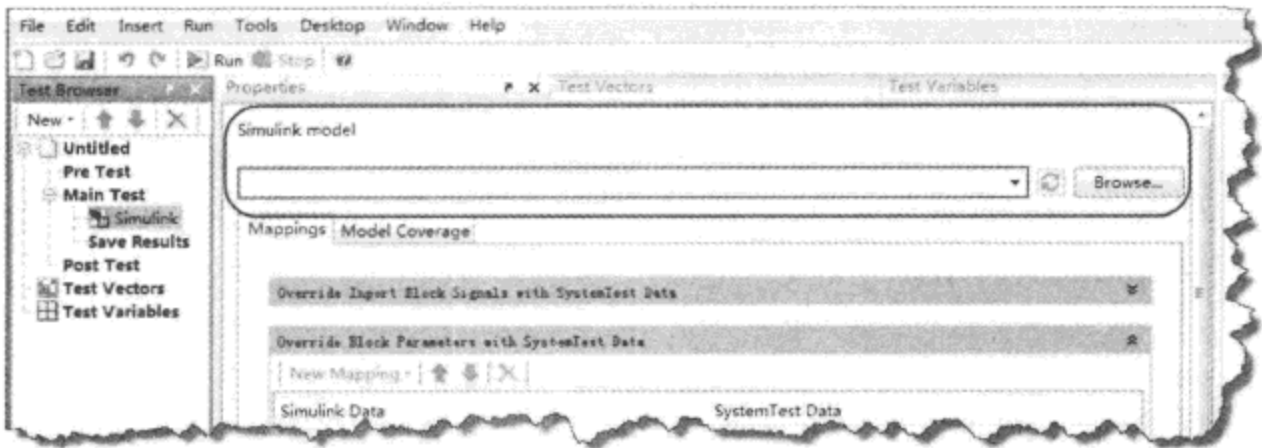 File Edit Insert Run Tools Desktop Window Help
Run Stop
Test Browser
New
Untitled
Pre Test
Main Test
Simulink
Save Results
Post Test
Test Vectors
Test Variables
Properties
Test Vectors
Test Variables
Simulink model
Browse...
Mappings
Model Coverage
Override Inport Block Signals with SystemTest Data
Override Block Parameters with SystemTest Data
New Mapping
Simulink Data
SystemTest Data